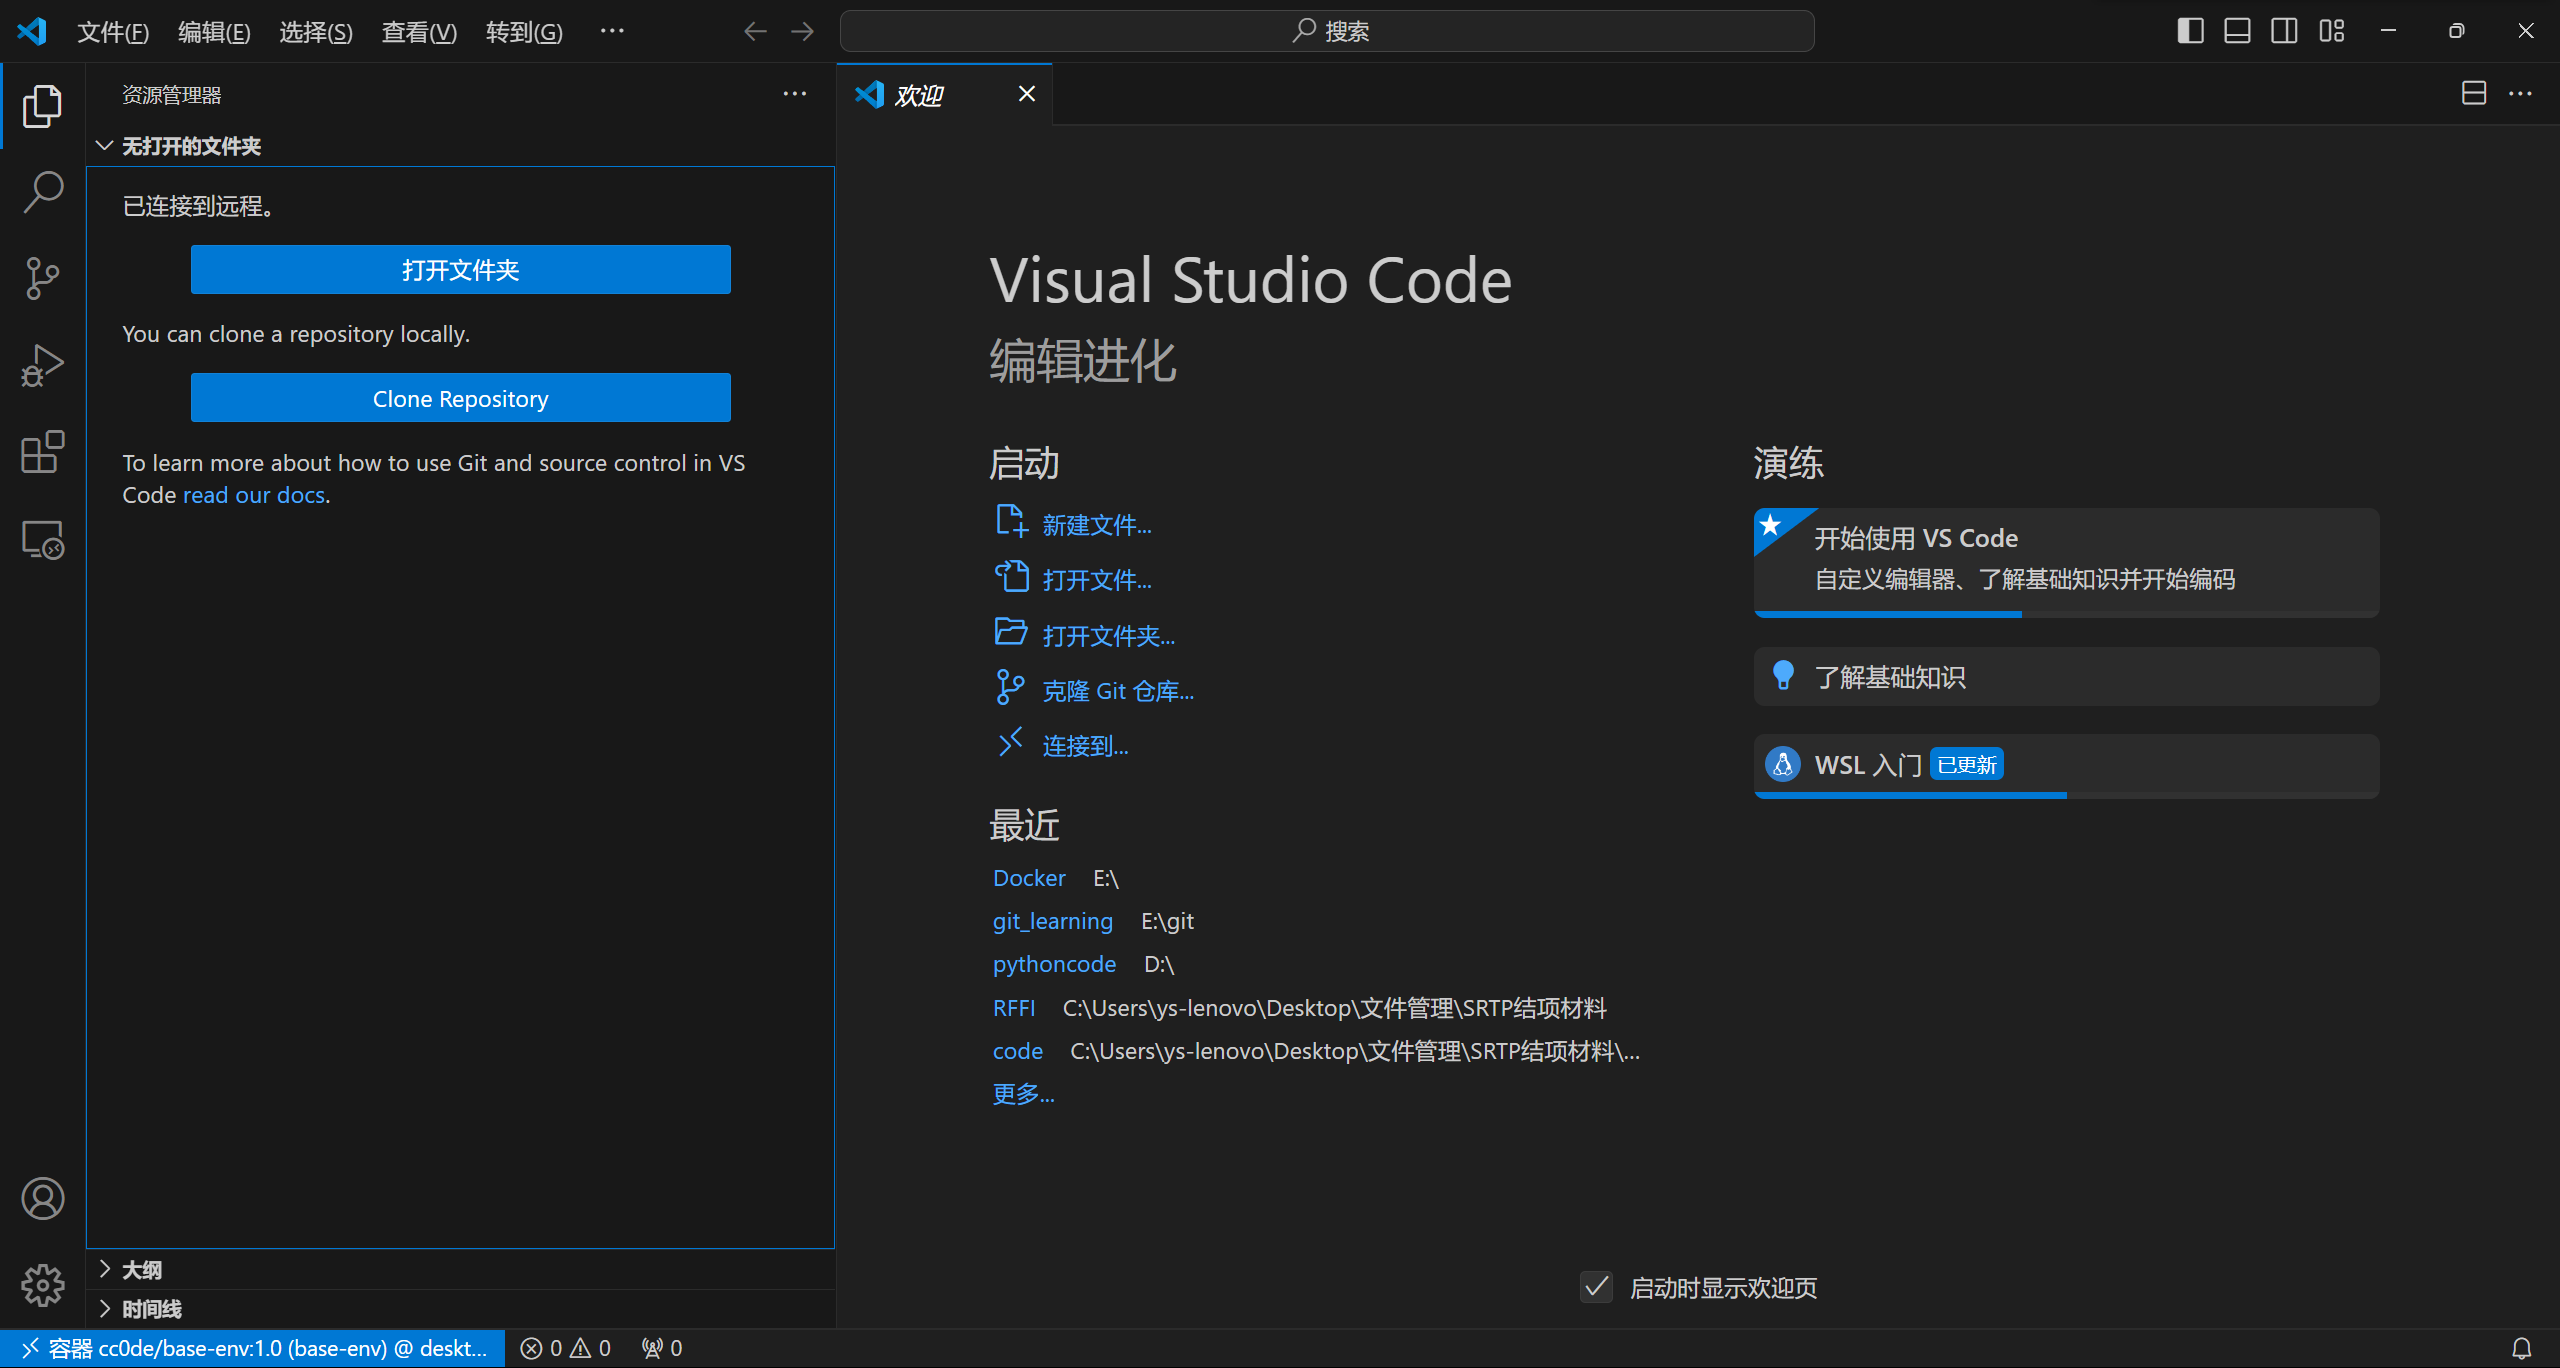 文件(F) 编辑(E) 选择(S) 查看(V) 转到(G) ···
搜索
资源管理器
无打开的文件夹
已连接到远程。
打开文件夹
You can clone a repository locally.
Clone Repository
To learn more about how to use Git and source control in VS
Code read our docs.
大纲
时间线
欢迎
Visual Studio Code
编辑进化
启动
新建文件...
打开文件...
打开文件夹...
克隆 Git 仓库...
连接到...
最近
Docker E:\
git_learning E:\git
pythoncode D:\
RFFI C:\Users\ys-lenovo\Desktop\文件管理\SRTP结项材料
code C:\Users\ys-lenovo\Desktop\文件管理\SRTP结项材料\...
更多...
演练
开始使用 VS Code
自定义编辑器、了解基础知识并开始编码
了解基础知识
WSL 入门 已更新
启动时显示欢迎页
容器 cc0de/base-env:1.0 (base-env) @ deskt... 0 0 0